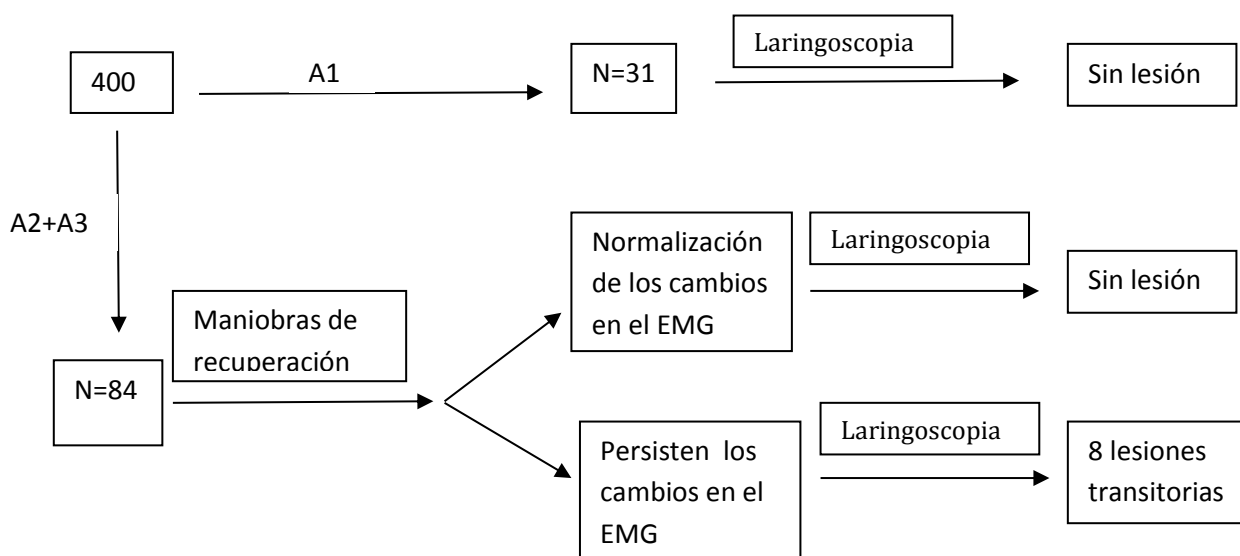 400
A1
N=31
Laringoscopia
Sin lesión
A2+A3
N=84
Maniobras de
recuperación
Normalización
de los cambios
en el EMG
Laringoscopia
Sin lesión
Persisten los
cambios en el
EMG
Laringoscopia
8 lesiones
transitorias